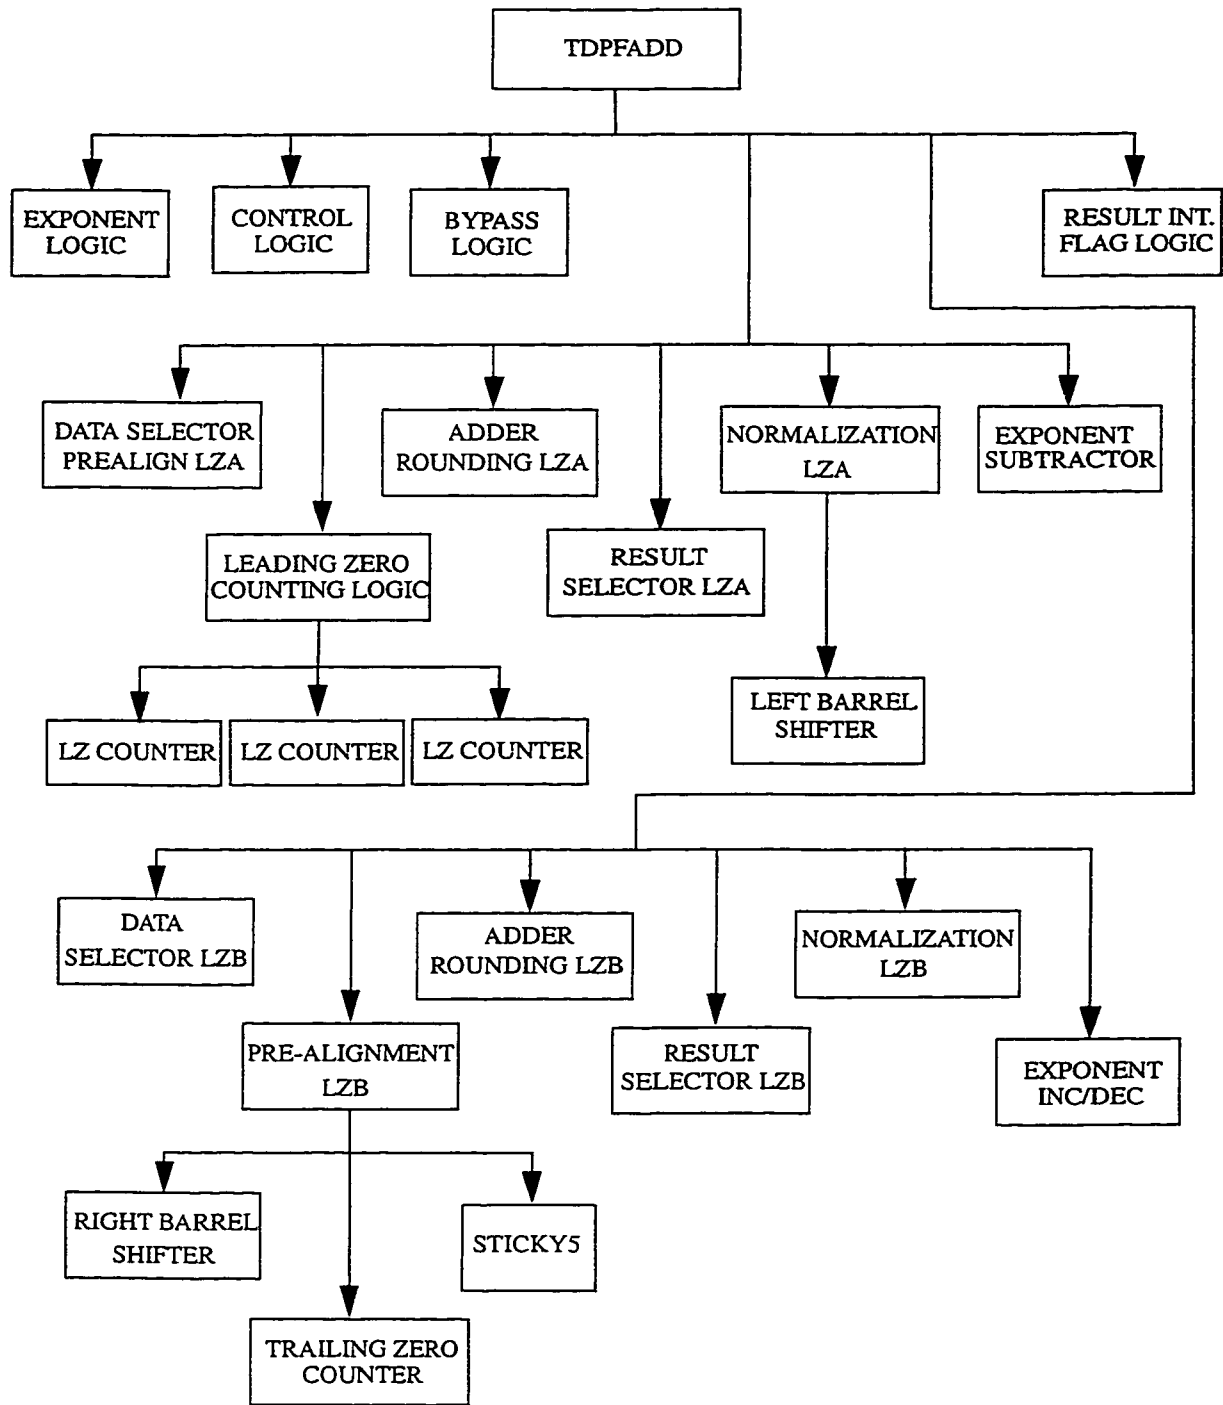 TDPFADD
EXPONENT
LOGIC
CONTROL
LOGIC
BYPASS
LOGIC
RESULT INT.
FLAG LOGIC
DATA SELECTOR
PREALIGN LZA
ADDER
ROUNDING LZA
NORMALIZATION
LZA
EXPONENT
SUBTRACTOR
LEADING ZERO
COUNTING LOGIC
RESULT
SELECTOR LZA
LEFT BARREL
SHIFTER
LZ COUNTER
LZ COUNTER
LZ COUNTER
DATA
SELECTOR LZB
ADDER
ROUNDING LZB
NORMALIZATION
LZB
PRE-ALIGNMENT
LZB
RESULT
SELECTOR LZB
EXPONENT
INC/DEC
RIGHT BARREL
SHIFTER
STICKY5
TRAILING ZERO
COUNTER